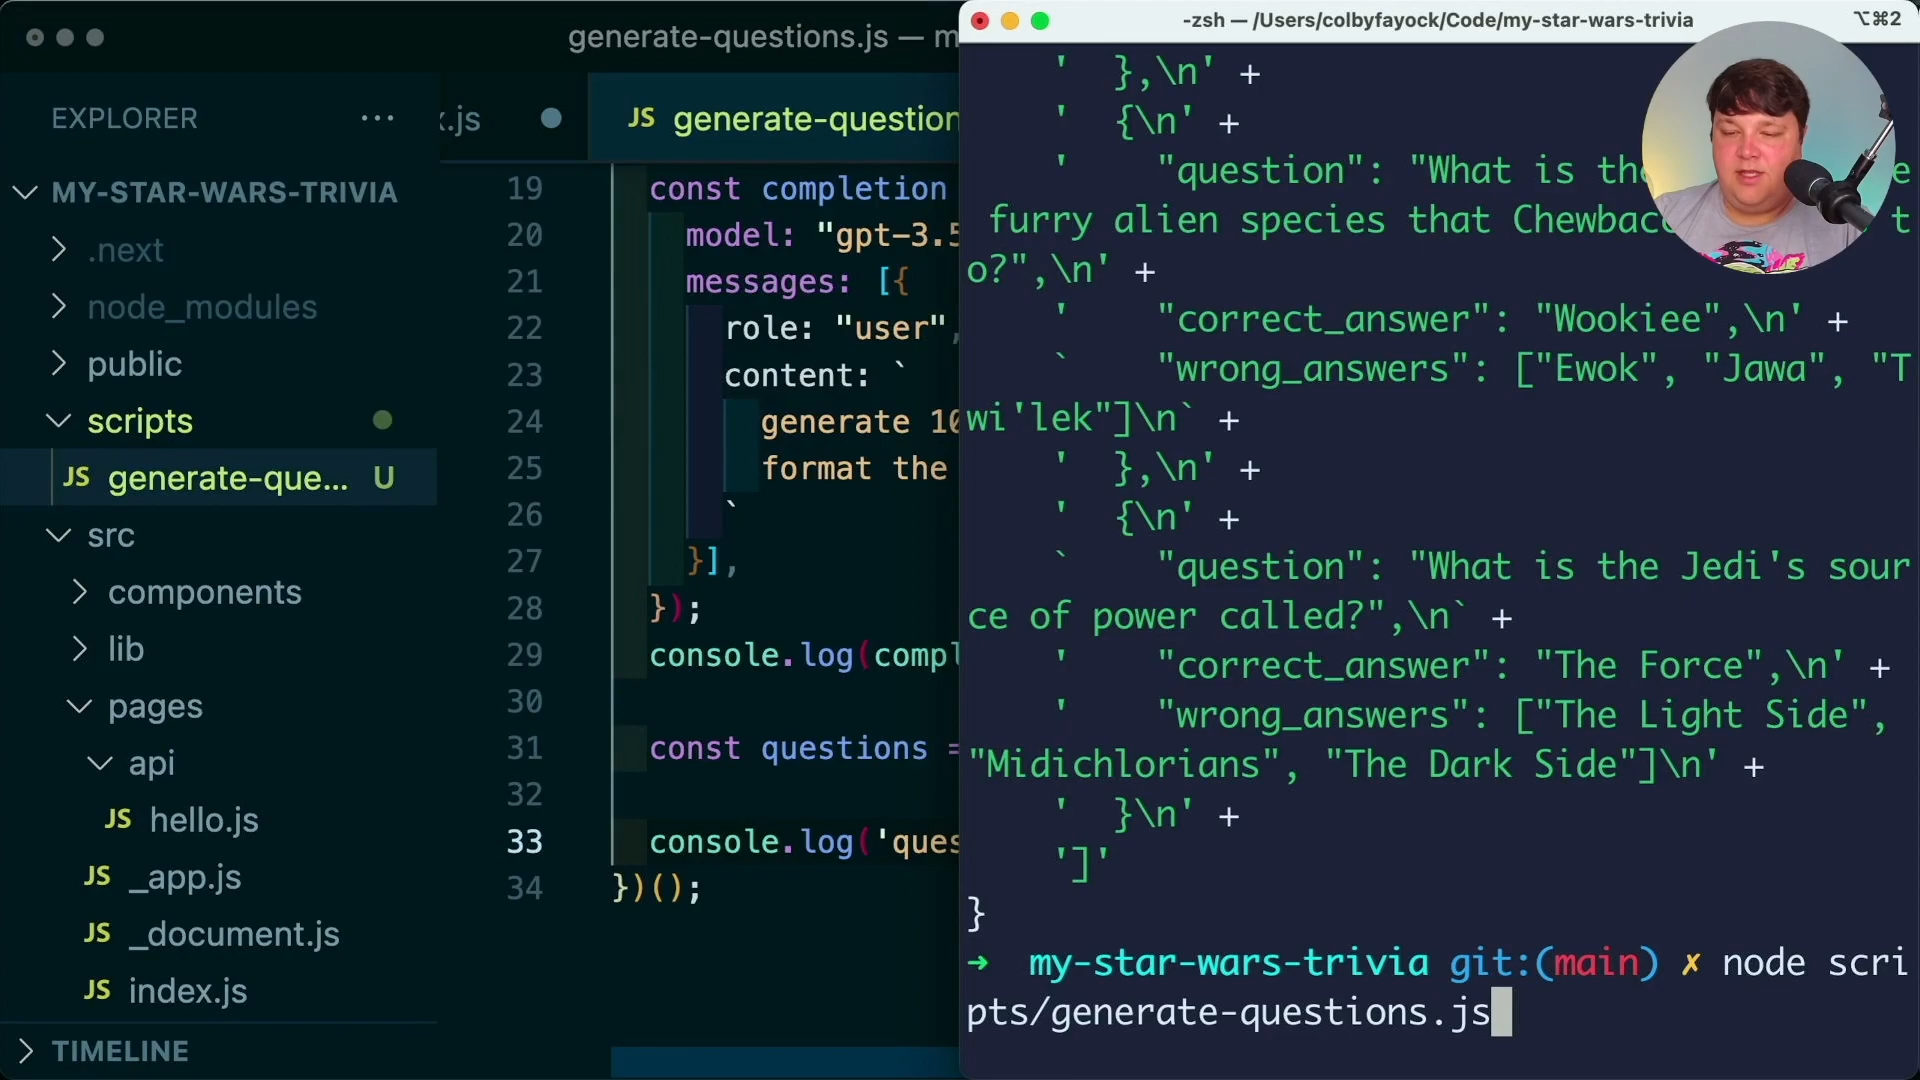 generate-questions.js — m
EXPLORER
···
MY-STAR-WARS-TRIVIA
.next
node_modules
public
scripts
JS generate-que... U
src
components
lib
pages
api
JS hello.js
JS _app.js
JS _document.js
JS index.js
TIMELINE
.js
JS generate-question
19 const completion
20 model: "gpt-3.5
21 messages: [{
22 role: "user",
23 content: `
24 generate 10
25 format the
26 `
27 }],
28 });
29 console.log(compl
30
31 const questions =
32
33 console.log('ques
34 })();
-zsh — /Users/colbyfayock/Code/my-star-wars-trivia
⌥⌘2
' },\n' +
' {\n' +
' "question": "What is the
furry alien species that Chewbac t
o?",\n' +
' "correct_answer": "Wookiee",\n' +
` "wrong_answers": ["Ewok", "Jawa", "T
wi'lek"]\n` +
' },\n' +
' {\n' +
` "question": "What is the Jedi's sour
ce of power called?",\n` +
' "correct_answer": "The Force",\n' +
' "wrong_answers": ["The Light Side",
"Midichlorians", "The Dark Side"]\n' +
' }\n' +
']'
}
➜ my-star-wars-trivia git:(main) ✗ node scri
pts/generate-questions.js